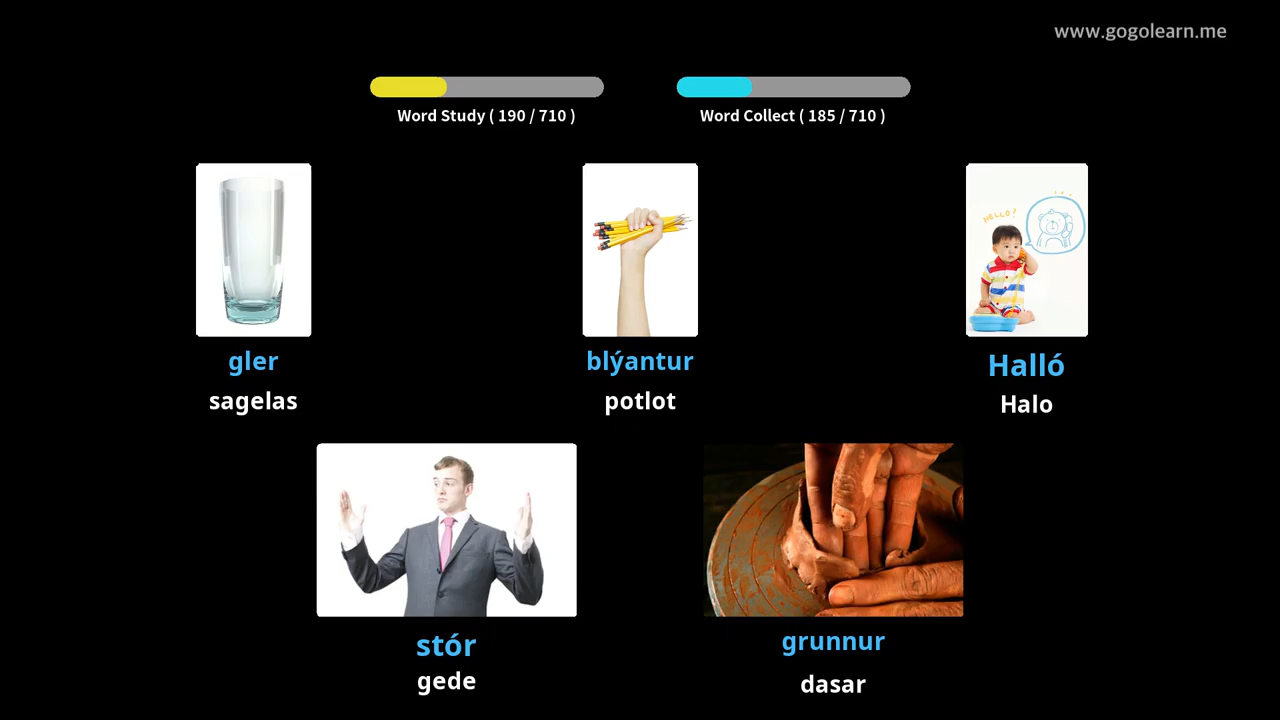 www.gogolearn.me
Word Study ( 190 / 710 )
Word Collect ( 185 / 710 )
HELLO?
gler
sagelas
blýantur
potlot
Halló
Halo
stór
gede
grunnur
dasar